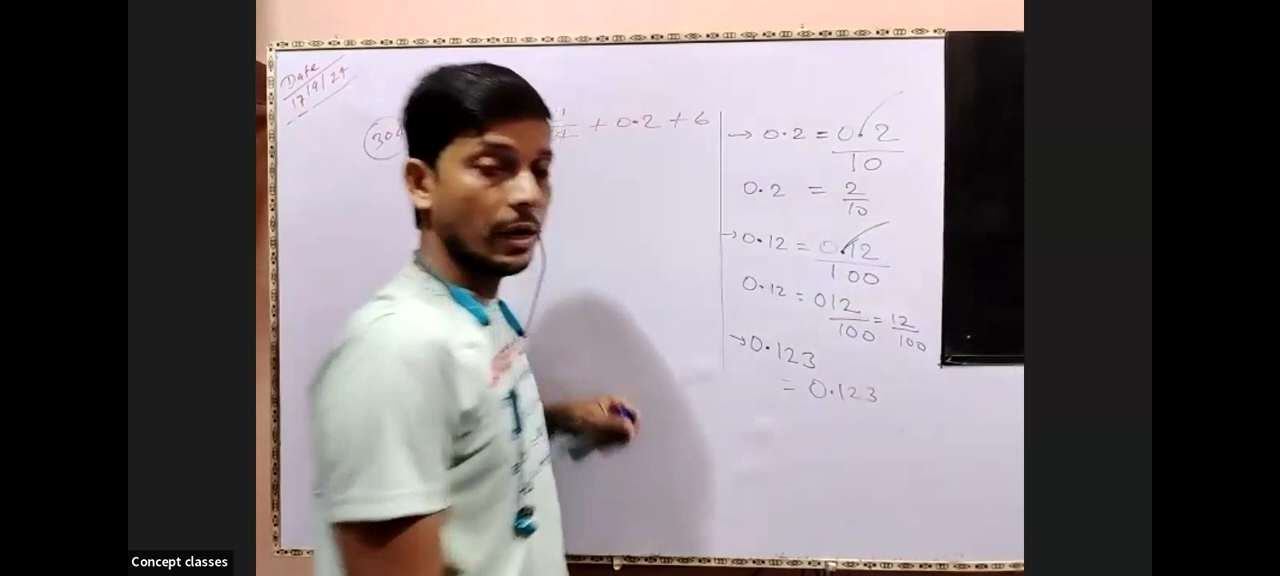 Date
17/9/24
+ 0.2 + 6
→ 0.2 = 0.2
10
0.2 = 2
10
→ 0.12 = 0.12
100
0.12 = 012
100 = 12
100
→ 0.123
= 0.123
Concept classes